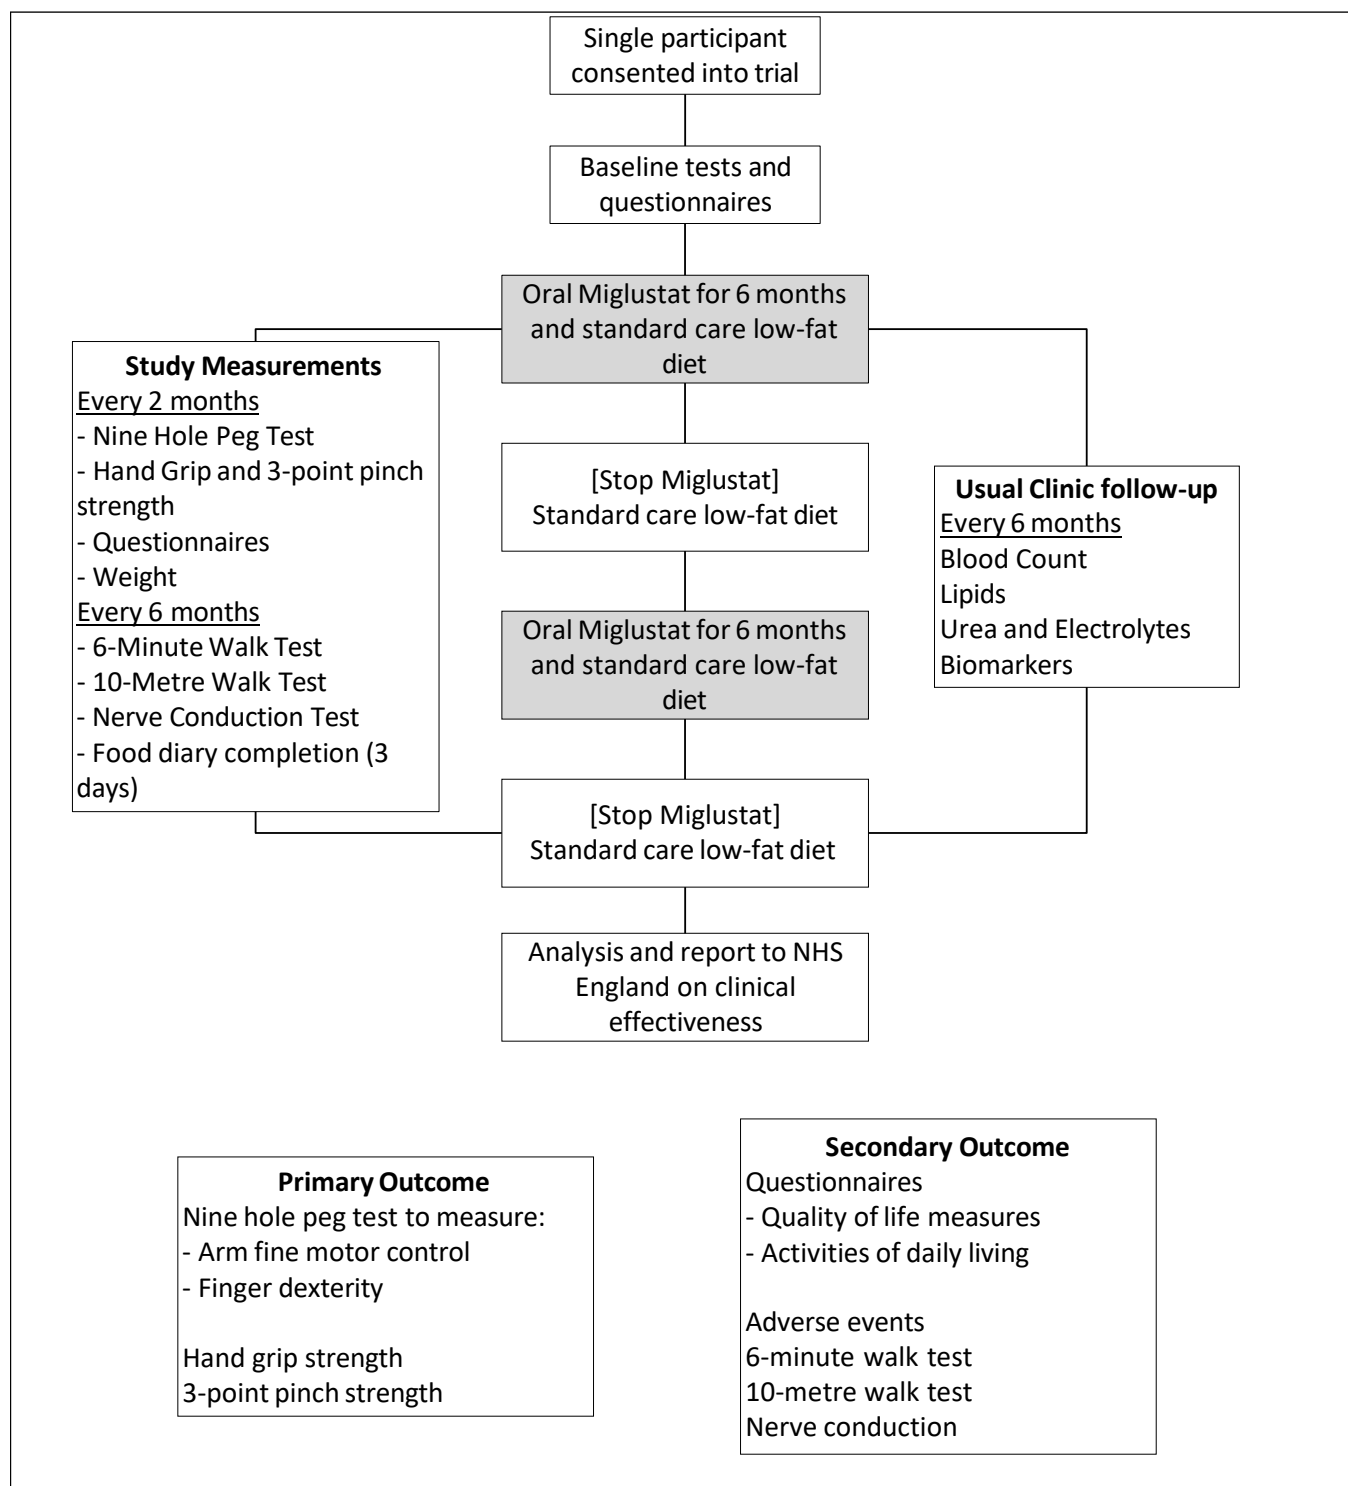 Single participant
consented into trial
Baseline tests and
questionnaires
Oral Miglustat for 6 months
and standard care low-fat
diet
Study Measurements
Every 2 months
- Nine Hole Peg Test
- Hand Grip and 3-point pinch
strength
- Questionnaires
- Weight
Every 6 months
- 6-Minute Walk Test
- 10-Metre Walk Test
- Nerve Conduction Test
- Food diary completion (3
days)
[Stop Miglustat]
Standard care low-fat diet
Usual Clinic follow-up
Every 6 months
Blood Count
Lipids
Urea and Electrolytes
Biomarkers
Oral Miglustat for 6 months
and standard care low-fat
diet
[Stop Miglustat]
Standard care low-fat diet
Analysis and report to NHS
England on clinical
effectiveness
Primary Outcome
Nine hole peg test to measure:
- Arm fine motor control
- Finger dexterity
Hand grip strength
3-point pinch strength
Secondary Outcome
Questionnaires
- Quality of life measures
- Activities of daily living
Adverse events
6-minute walk test
10-metre walk test
Nerve conduction